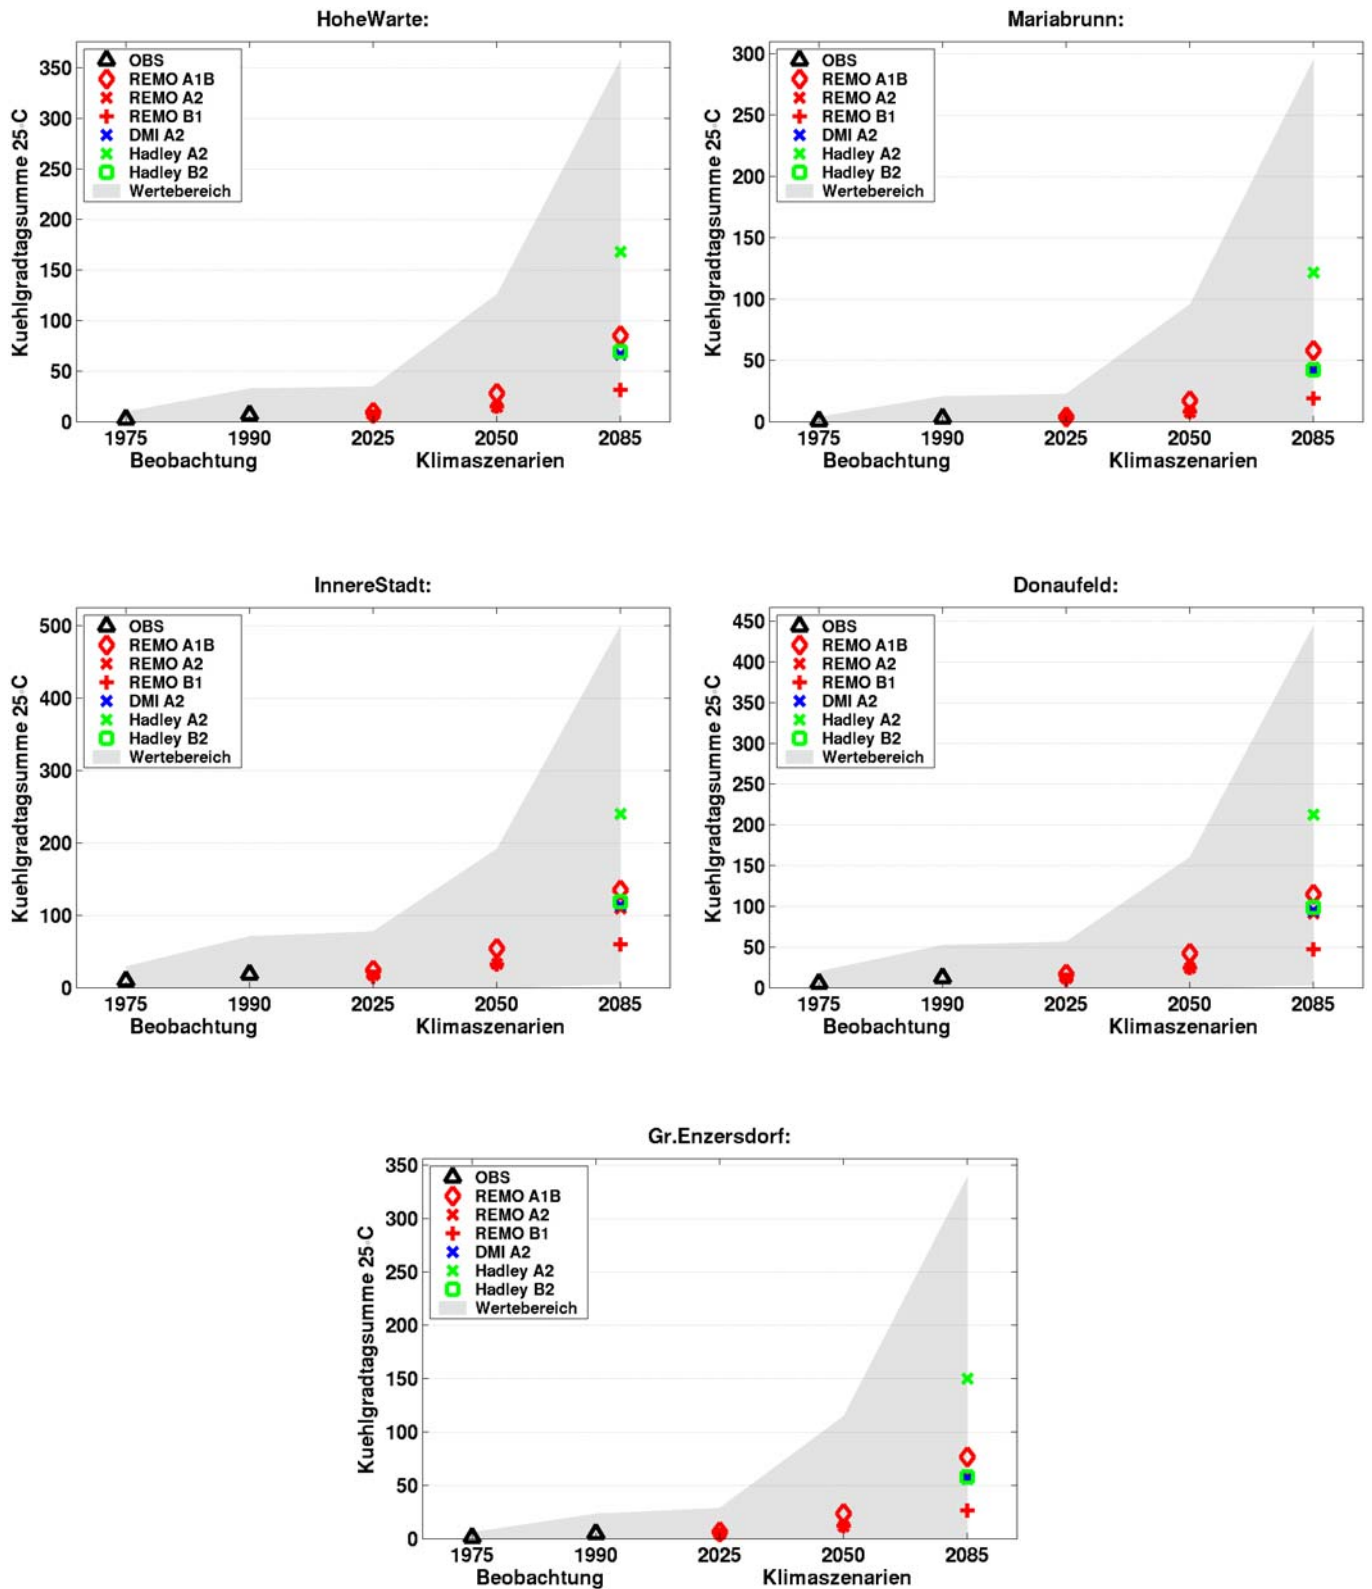 HoheWarte:
Kuehlgradtagsumme 25◦C
350
300
250
200
150
100
50
0
OBS
REMO A1B
REMO A2
REMO B1
DMI A2
Hadley A2
Hadley B2
Wertebereich
1975 1990 2025 2050 2085
Beobachtung Klimaszenarien
Mariabrunn:
Kuehlgradtagsumme 25◦C
300
250
200
150
100
50
0
OBS
REMO A1B
REMO A2
REMO B1
DMI A2
Hadley A2
Hadley B2
Wertebereich
1975 1990 2025 2050 2085
Beobachtung Klimaszenarien
InnereStadt:
Kuehlgradtagsumme 25◦C
500
400
300
200
100
0
OBS
REMO A1B
REMO A2
REMO B1
DMI A2
Hadley A2
Hadley B2
Wertebereich
1975 1990 2025 2050 2085
Beobachtung Klimaszenarien
Donaufeld:
Kuehlgradtagsumme 25◦C
450
400
350
300
250
200
150
100
50
0
OBS
REMO A1B
REMO A2
REMO B1
DMI A2
Hadley A2
Hadley B2
Wertebereich
1975 1990 2025 2050 2085
Beobachtung Klimaszenarien
Gr.Enzersdorf:
Kuehlgradtagsumme 25◦C
350
300
250
200
150
100
50
0
OBS
REMO A1B
REMO A2
REMO B1
DMI A2
Hadley A2
Hadley B2
Wertebereich
1975 1990 2025 2050 2085
Beobachtung Klimaszenarien